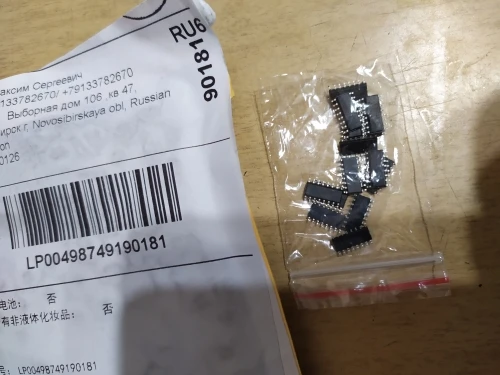 RU6
90181
аксим Сергеевич
133782670/ +79133782670
Выборная дом 106 ,кв 47,
ирск г, Novosibirskaya obl, Russian
on
0126
LP00498749190181
电池： 否
有非液体化妆品： 否
LP00498749190181